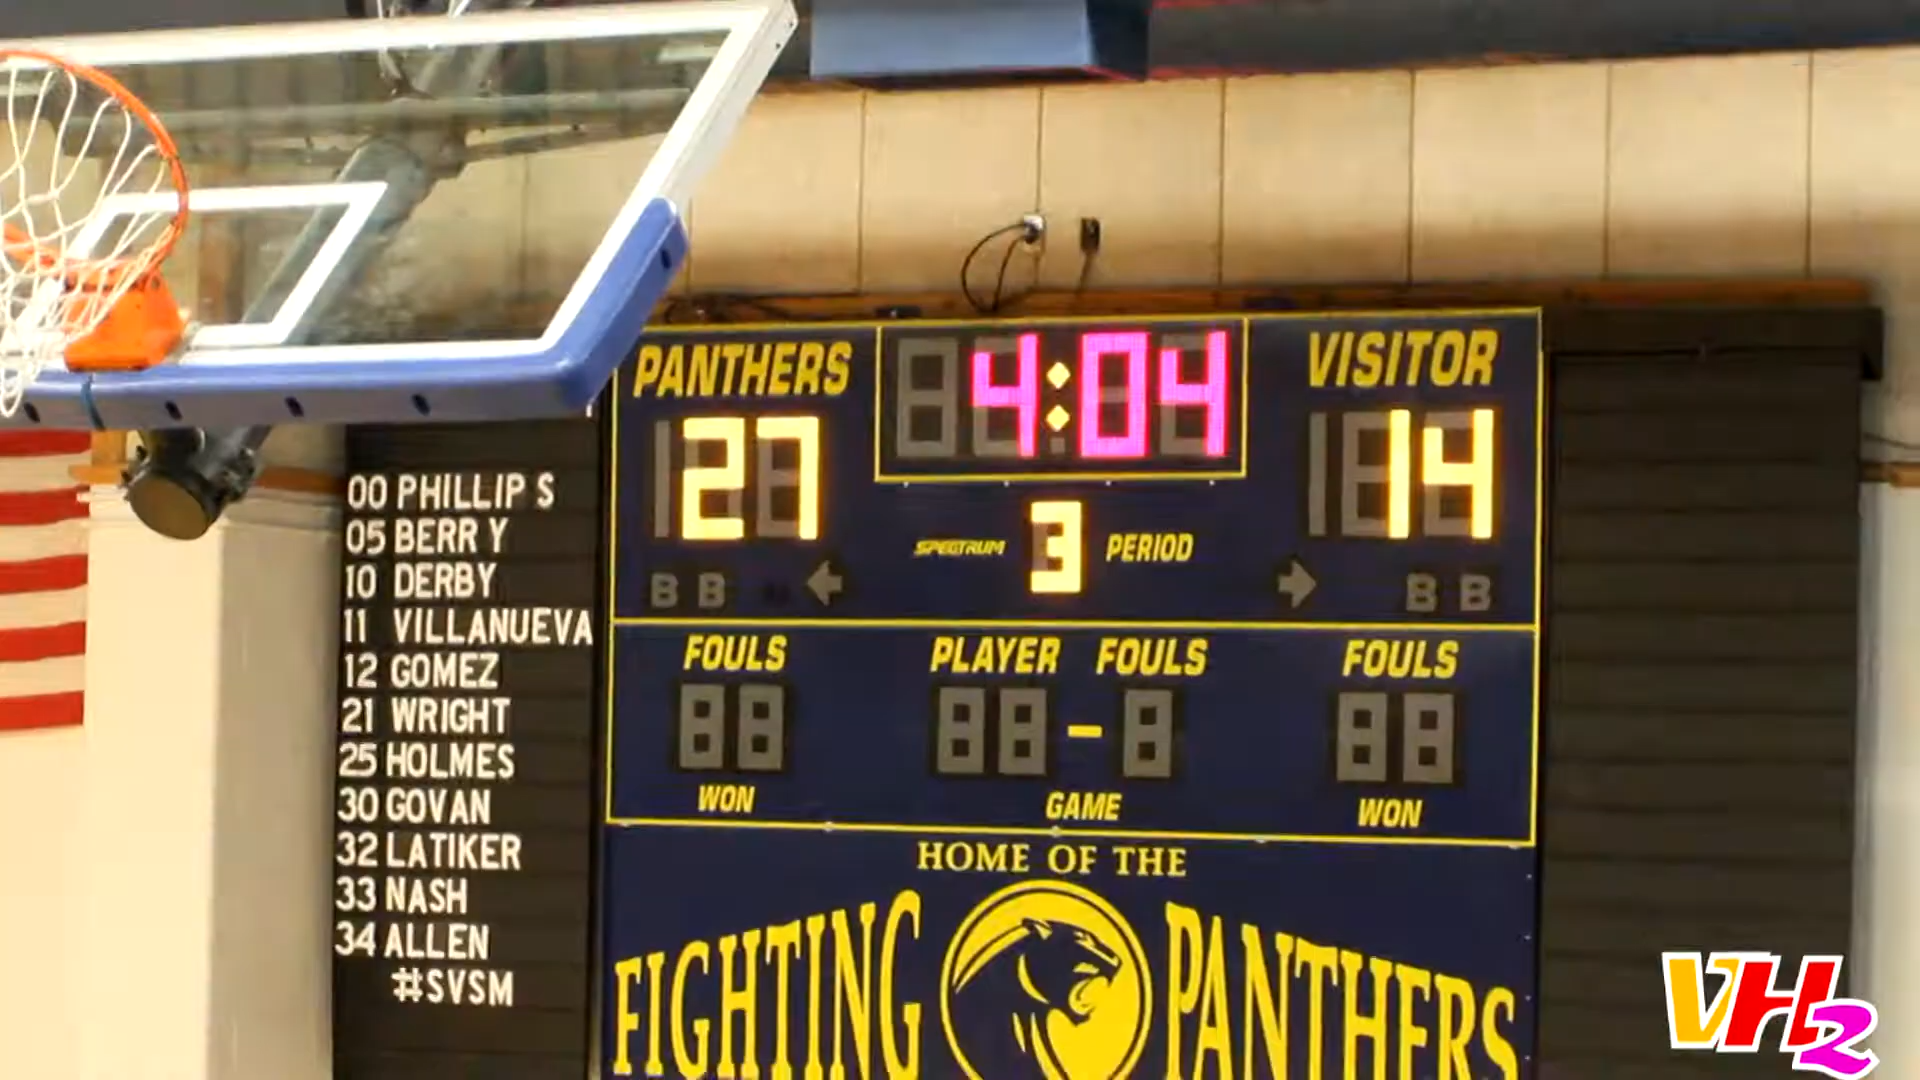 PANTHERS 4:04 VISITOR
27 14
SPECTRUM 3 PERIOD
B B B B
FOULS PLAYER FOULS FOULS
-
WON GAME WON
HOME OF THE
FIGHTING PANTHERS
00 PHILLIP S
05 BERR Y
10 DERBY
11 VILLANUEVA
12 GOMEZ
21 WRIGHT
25 HOLMES
30 GOVAN
32 LATIKER
33 NASH
34 ALLEN
#SVSM
VH2